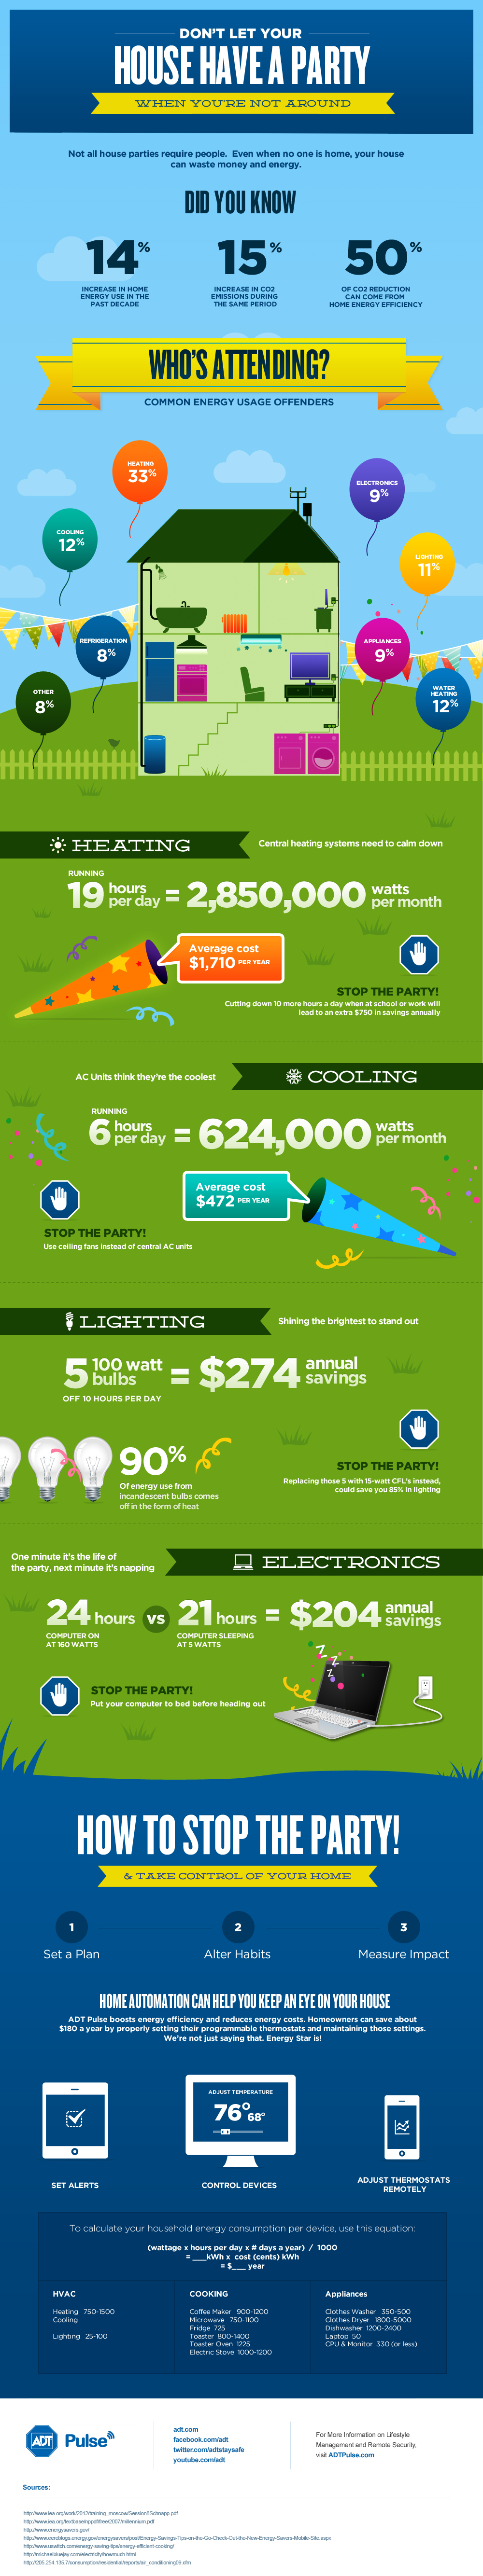 DON'T LET YOUR
HOUSE HAVE A PARTY
WHEN YOU'RE NOT AROUND
Not all house parties require people. Even when no one is home, your house
can waste money and energy.
DID YOU KNOW
14%
INCREASE IN HOME
ENERGY USE IN THE
PAST DECADE
15%
INCREASE IN CO2
EMISSIONS DURING
THE SAME PERIOD
50%
OF CO2 REDUCTION
CAN COME FROM
HOME ENERGY EFFICIENCY
WHO'S ATTENDING?
COMMON ENERGY USAGE OFFENDERS
HEATING
33%
ELECTRONICS
9%
COOLING
12%
LIGHTING
11%
REFRIGERATION
8%
APPLIANCES
9%
OTHER
8%
WATER
HEATING
12%
HEATING
Central heating systems need to calm down
RUNNING
19 hours per day = 2,850,000 watts per month
Average cost
$1,710 PER YEAR
STOP THE PARTY!
Cutting down 10 more hours a day when at school or work will
lead to an extra $750 in savings annually
AC Units think they're the coolest
COOLING
RUNNING
6 hours per day = 624,000 watts per month
Average cost
$472 PER YEAR
STOP THE PARTY!
Use ceiling fans instead of central AC units
LIGHTING
Shining the brightest to stand out
5 100 watt bulbs = $274 annual savings
OFF 10 HOURS PER DAY
90%
Of energy use from
incandescent bulbs comes
off in the form of heat
STOP THE PARTY!
Replacing those 5 with 15-watt CFL's instead,
could save you 85% in lighting
One minute it's the life of
the party, next minute it's napping
ELECTRONICS
24 hours VS 21 hours = $204 annual savings
COMPUTER ON
AT 160 WATTS
COMPUTER SLEEPING
AT 5 WATTS
STOP THE PARTY!
Put your computer to bed before heading out
Z
Z
Z
HOW TO STOP THE PARTY!
& TAKE CONTROL OF YOUR HOME
1
Set a Plan
2
Alter Habits
3
Measure Impact
HOME AUTOMATION CAN HELP YOU KEEP AN EYE ON YOUR HOUSE
ADT Pulse boosts energy efficiency and reduces energy costs. Homeowners can save about
$180 a year by properly setting their programmable thermostats and maintaining those settings.
We're not just saying that. Energy Star is!
ADJUST TEMPERATURE
76° 68°
SET ALERTS
CONTROL DEVICES
ADJUST THERMOSTATS
REMOTELY
To calculate your household energy consumption per device, use this equation:
(wattage x hours per day x # days a year) / 1000
= ___kWh x cost (cents) kWh
= $___ year
HVAC
Heating 750-1500
Cooling
Lighting 25-100
COOKING
Coffee Maker 900-1200
Microwave 750-1100
Fridge 725
Toaster 800-1400
Toaster Oven 1225
Electric Stove 1000-1200
Appliances
Clothes Washer 350-500
Clothes Dryer 1800-5000
Dishwasher 1200-2400
Laptop 50
CPU & Monitor 330 (or less)
ADT Pulse
adt.com
facebook.com/adt
twitter.com/adtstaysafe
youtube.com/adt
For More Information on Lifestyle
Management and Remote Security,
visit ADTPulse.com
Sources:
http://www.iea.org/work/2012/training_moscow/Session8Schnapp.pdf
http://www.iea.org/textbase/nppdf/free/2007/millennium.pdf
http://www.energysavers.gov/
http://www.eereblogs.energy.gov/energysavers/post/Energy-Savings-Tips-on-the-Go-Check-Out-the-New-Energy-Savers-Mobile-Site.aspx
http://www.uswitch.com/energy-saving-tips/energy-efficient-cooking/
http://michaelbluejay.com/electricity/howmuch.html